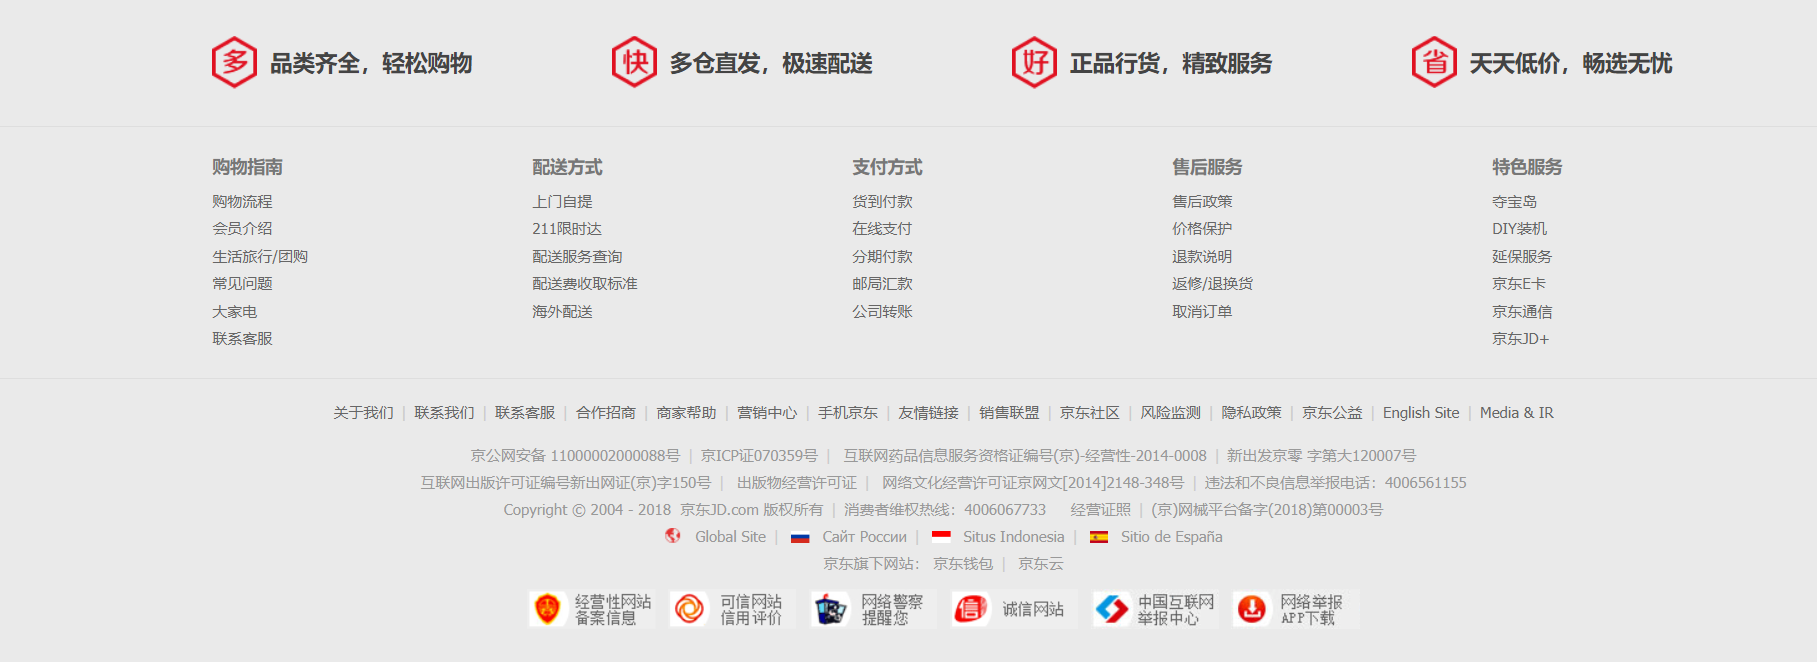 多 品类齐全，轻松购物
快 多仓直发，极速配送
好 正品行货，精致服务
省 天天低价，畅选无忧
购物指南
购物流程
会员介绍
生活旅行/团购
常见问题
大家电
联系客服
配送方式
上门自提
211限时达
配送服务查询
配送费收取标准
海外配送
支付方式
货到付款
在线支付
分期付款
邮局汇款
公司转账
售后服务
售后政策
价格保护
退款说明
返修/退换货
取消订单
特色服务
夺宝岛
DIY装机
延保服务
京东E卡
京东通信
京东JD+
关于我们 | 联系我们 | 联系客服 | 合作招商 | 商家帮助 | 营销中心 | 手机京东 | 友情链接 | 销售联盟 | 京东社区 | 风险监测 | 隐私政策 | 京东公益 | English Site | Media & IR
京公网安备 11000002000088号 | 京ICP证070359号 | 互联网药品信息服务资格证编号(京)-经营性-2014-0008 | 新出发京零 字第大120007号
互联网出版许可证编号新出网证(京)字150号 | 出版物经营许可证 | 网络文化经营许可证京网文[2014]2148-348号 | 违法和不良信息举报电话：4006561155
Copyright © 2004 - 2018 京东JD.com 版权所有 | 消费者维权热线：4006067733 经营证照 | (京)网械平台备字(2018)第00003号
Global Site | Сайт России | Situs Indonesia | Sitio de España
京东旗下网站： 京东钱包 | 京东云
经营性网站
备案信息
可信网站
信用评价
网络警察
提醒您
信 诚信网站
中国互联网
举报中心
网络举报
APP下载